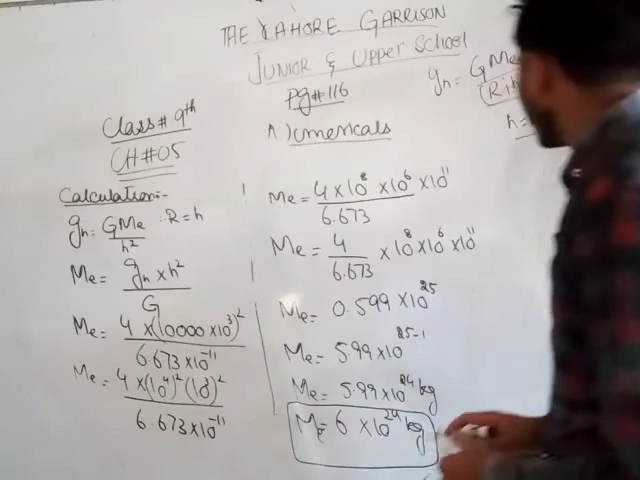 THE LAHORE GARRISON
JUNIOR & Upper School
Pg#116
Numericals
gₙ = GMe
(R+h
h =
Class# 9th
CH#05
Calculation:-
gₙ = GMe/h² ∴R=h
Me = gₙ × h²/G
Me = 4 × (10000 × 10³)²/6.673 × 10⁻¹¹
Me = 4 × (10⁴)² (10³)²/6.673 × 10⁻¹¹
Me = 4 × 10⁸ × 10⁶ × 10¹¹/6.673
Me = 4/6.673 × 10⁸ × 10⁶ × 10¹¹
Me = 0.599 × 10²⁵
Me = 5.99 × 10²⁵⁻¹
Me = 5.99 × 10²⁴ kg
Me = 6 × 10²⁴ kg